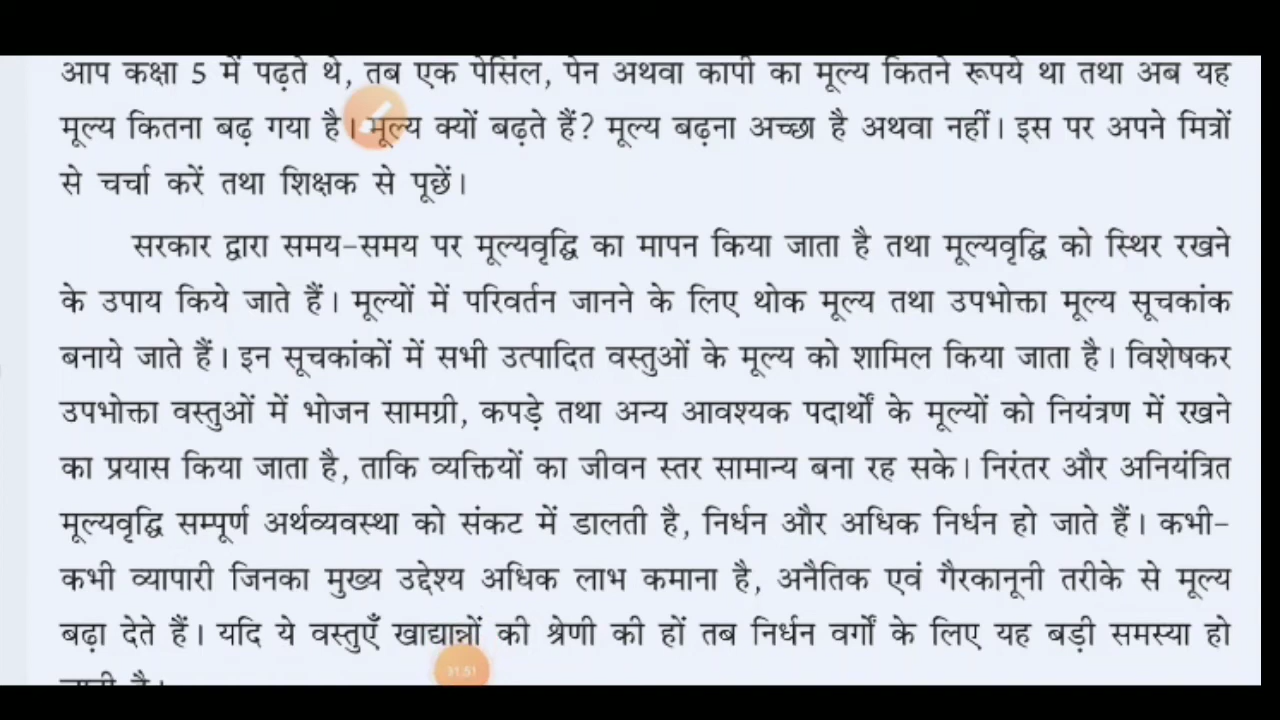 आप कक्षा 5 में पढ़ते थे, तब एक पेसिंल, पेन अथवा कापी का मूल्य कितने रूपये था तथा अब यह
मूल्य कितना बढ़ गया है। मूल्य क्यों बढ़ते हैं? मूल्य बढ़ना अच्छा है अथवा नहीं। इस पर अपने मित्रों
से चर्चा करें तथा शिक्षक से पूछें।
सरकार द्वारा समय-समय पर मूल्यवृद्धि का मापन किया जाता है तथा मूल्यवृद्धि को स्थिर रखने
के उपाय किये जाते हैं। मूल्यों में परिवर्तन जानने के लिए थोक मूल्य तथा उपभोक्ता मूल्य सूचकांक
बनाये जाते हैं। इन सूचकांकों में सभी उत्पादित वस्तुओं के मूल्य को शामिल किया जाता है। विशेषकर
उपभोक्ता वस्तुओं में भोजन सामग्री, कपड़े तथा अन्य आवश्यक पदार्थों के मूल्यों को नियंत्रण में रखने
का प्रयास किया जाता है, ताकि व्यक्तियों का जीवन स्तर सामान्य बना रह सके। निरंतर और अनियंत्रित
मूल्यवृद्धि सम्पूर्ण अर्थव्यवस्था को संकट में डालती है, निर्धन और अधिक निर्धन हो जाते हैं। कभी-
कभी व्यापारी जिनका मुख्य उद्देश्य अधिक लाभ कमाना है, अनैतिक एवं गैरकानूनी तरीके से मूल्य
बढ़ा देते हैं। यदि ये वस्तुएँ खाद्यान्नों की श्रेणी की हों तब निर्धन वर्गों के लिए यह बड़ी समस्या हो
31:51